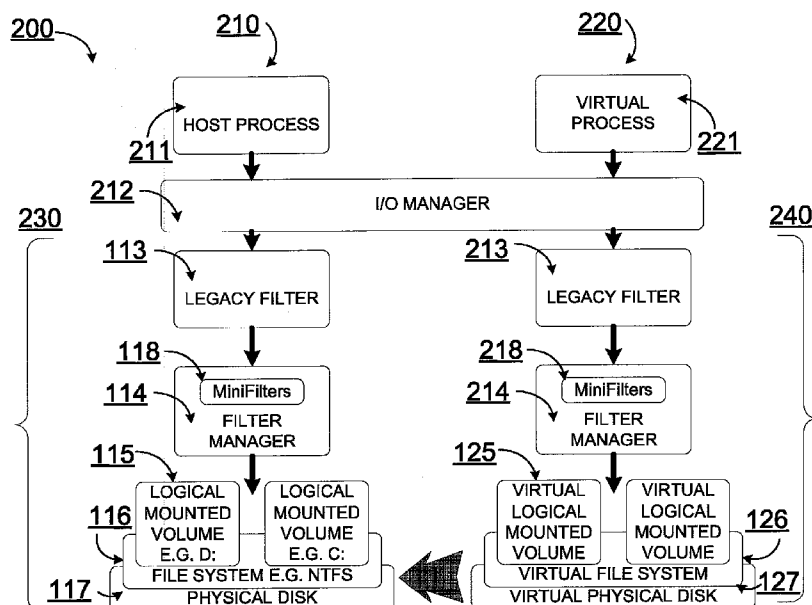 200
210
220
HOST PROCESS
211
VIRTUAL
PROCESS
221
212
I/O MANAGER
230
240
113
LEGACY FILTER
213
LEGACY FILTER
118
MiniFilters
114
FILTER
MANAGER
218
MiniFilters
214
FILTER
MANAGER
115
LOGICAL
MOUNTED
VOLUME
E.G. D:
LOGICAL
MOUNTED
VOLUME
E.G. C:
116
FILE SYSTEM E.G. NTFS
117
PHYSICAL DISK
125
VIRTUAL
LOGICAL
MOUNTED
VOLUME
VIRTUAL
LOGICAL
MOUNTED
VOLUME
126
VIRTUAL FILE SYSTEM
127
VIRTUAL PHYSICAL DISK